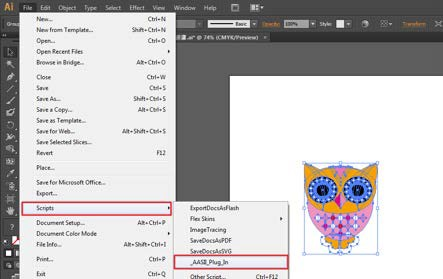 Ai File Edit Object Type Select Effect View Window Help
Basic Opacity: 100% Style: Transform
.ai* @ 74% (CMYK/Preview) ×
New... Ctrl+N
New from Template... Shift+Ctrl+N
Open... Ctrl+O
Open Recent Files
Browse in Bridge... Alt+Ctrl+O
Close Ctrl+W
Save Ctrl+S
Save As... Shift+Ctrl+S
Save a Copy... Alt+Ctrl+S
Save as Template...
Save for Web... Alt+Shift+Ctrl+S
Save Selected Slices...
Revert F12
Place...
Save for Microsoft Office...
Export...
Scripts
ExportDocsAsFlash
Flex Skins
ImageTracing
SaveDocsAsPDF
SaveDocsAsSVG
_AASII_Plug_In
Other Script... Ctrl+F12
Document Setup... Alt+Ctrl+P
Document Color Mode
File Info... Alt+Shift+Ctrl+I
Print... Ctrl+P
Exit Ctrl+Q